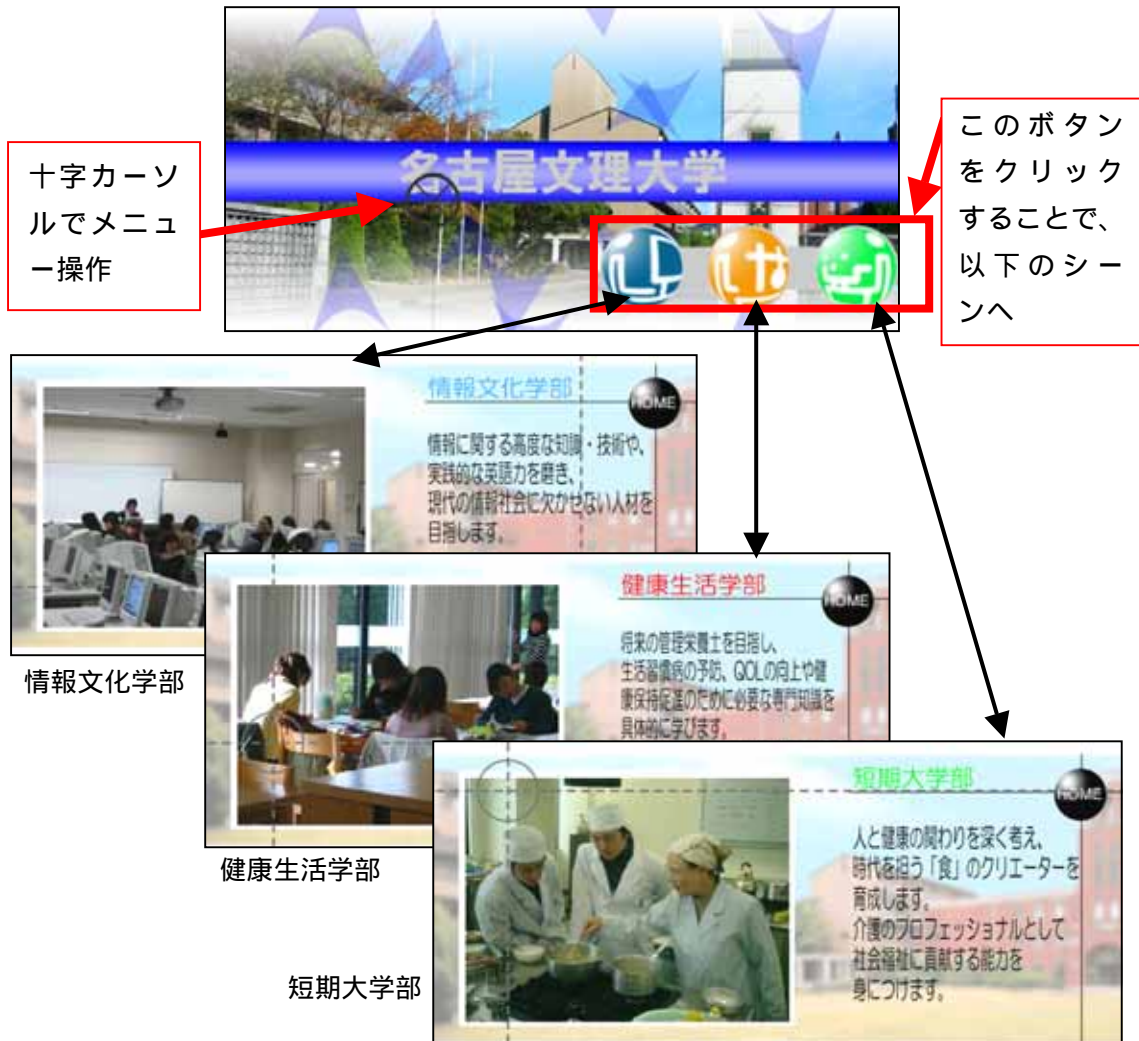 名古屋文理大学
十字カーソ
ルでメニュ
ー操作
このボタン
をクリック
することで、
以下のシー
ンへ
情報文化学部
HOME
情報に関する高度な知識・技術や、
実践的な英語力を磨き、
現代の情報社会に欠かせない人材を
目指します。
情報文化学部
健康生活学部
HOME
将来の管理栄養士を目指し、
生活習慣病の予防、QOLの向上や健
康保持促進のために必要な専門知識を
具体的に学びます。
健康生活学部
短期大学部
HOME
人と健康の関わりを深く考え、
時代を担う「食」のクリエーターを
育成します。
介護のプロフェッショナルとして
社会福祉に貢献する能力を
身につけます。
短期大学部